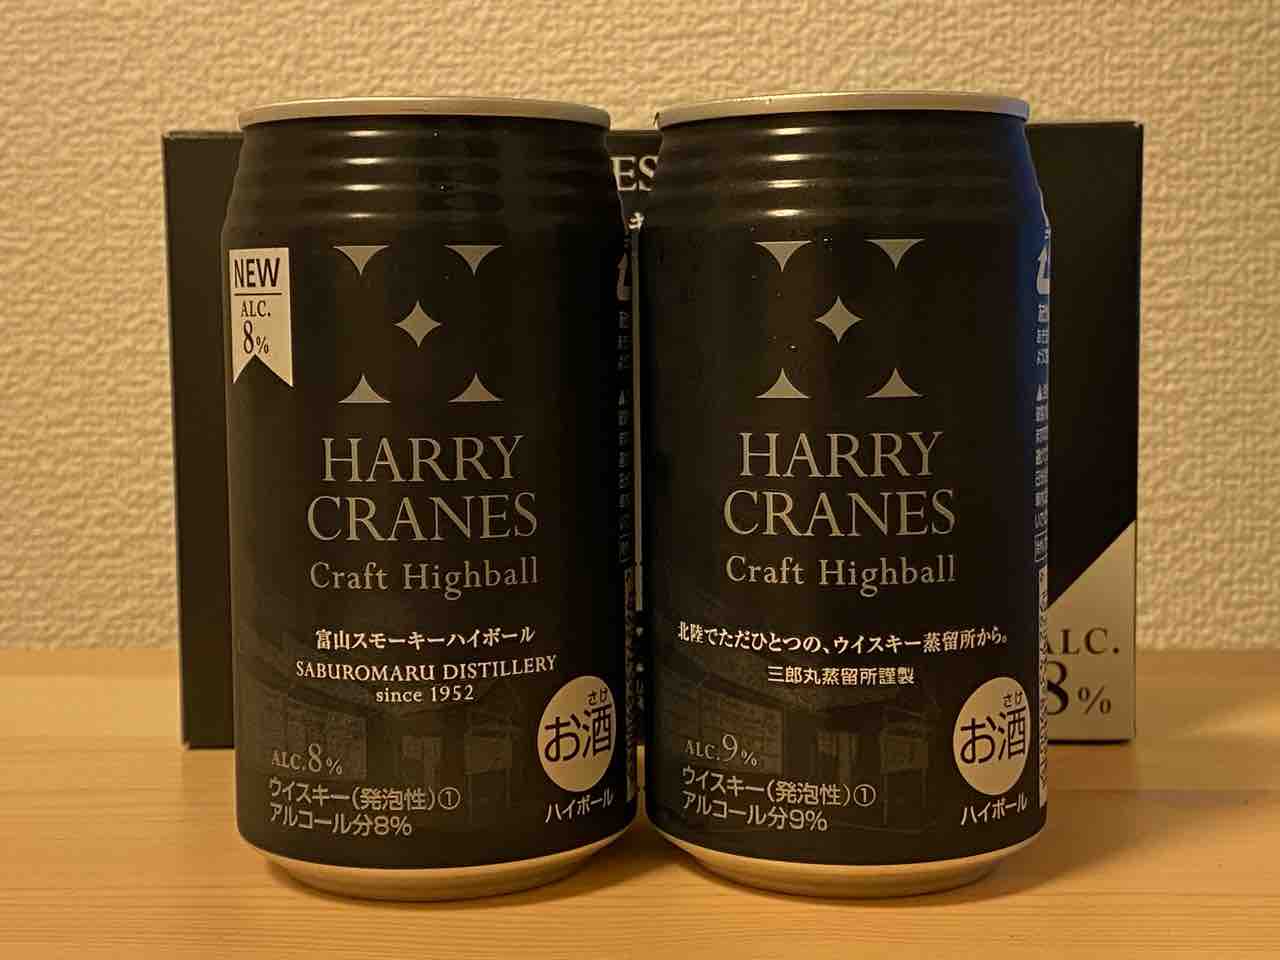 NEW
ALC.
8%
HARRY
CRANES
Craft Highball
富山スモーキーハイボール
SABUROMARU DISTILLERY
since 1952
さけ
お酒
ハイボール
ALC.8%
ウイスキー(発泡性)①
アルコール分8%
HARRY
CRANES
Craft Highball
北陸でただひとつの、ウイスキー蒸留所から。
三郎丸蒸留所謹製
さけ
お酒
ハイボール
ALC.9%
ウイスキー(発泡性)①
アルコール分9%
ES
ALC.
8%